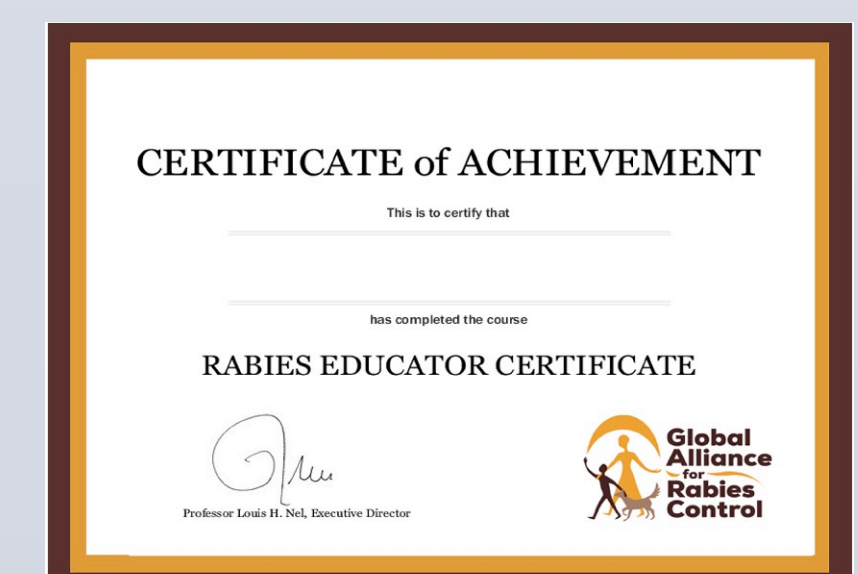 CERTIFICATE of ACHIEVEMENT
This is to certify that
has completed the course
RABIES EDUCATOR CERTIFICATE
Professor Louis H. Nel, Executive Director
Global
Alliance
for
Rabies
Control